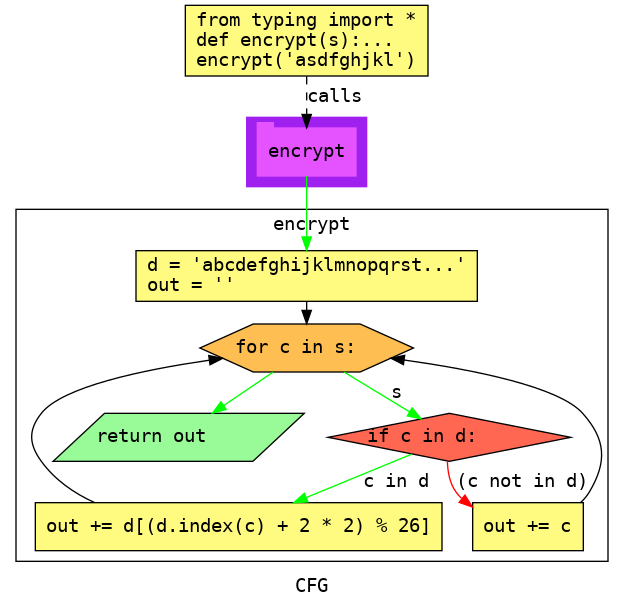 from typing import *
def encrypt(s):...
encrypt('asdfghjkl')
calls
encrypt
encrypt
d = 'abcdefghijklmnopqrst...'
out = ''
for c in s:
s
return out
if c in d:
c in d
(c not in d)
out += d[(d.index(c) + 2 * 2) % 26]
out += c
CFG